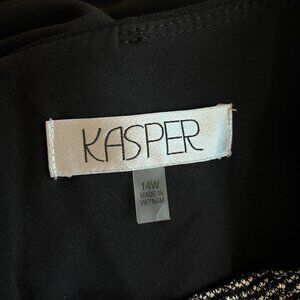 KASPER
14W
MADE IN
VIETNAM